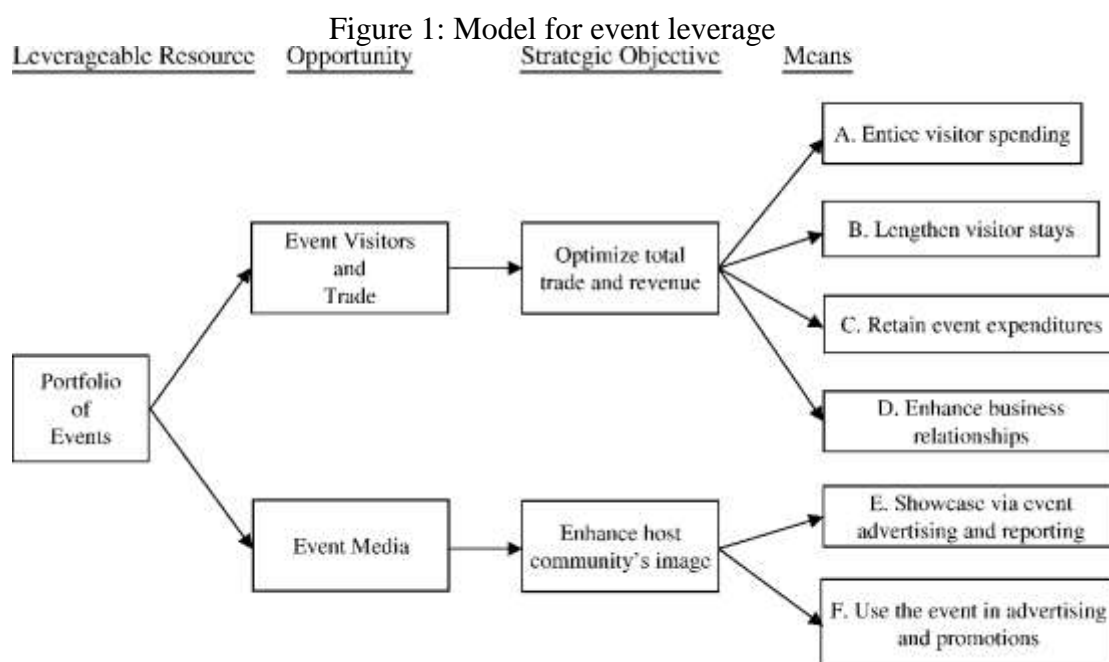 Figure 1: Model for event leverage
Leverageable Resource Opportunity Strategic Objective Means
A. Entice visitor spending
Event Visitors
and
Trade
Optimize total
trade and revenue
B. Lengthen visitor stays
C. Retain event expenditures
Portfolio
of
Events
D. Enhance business
relationships
Event Media
Enhance host
community's image
E. Showcase via event
advertising and reporting
F. Use the event in advertising
and promotions